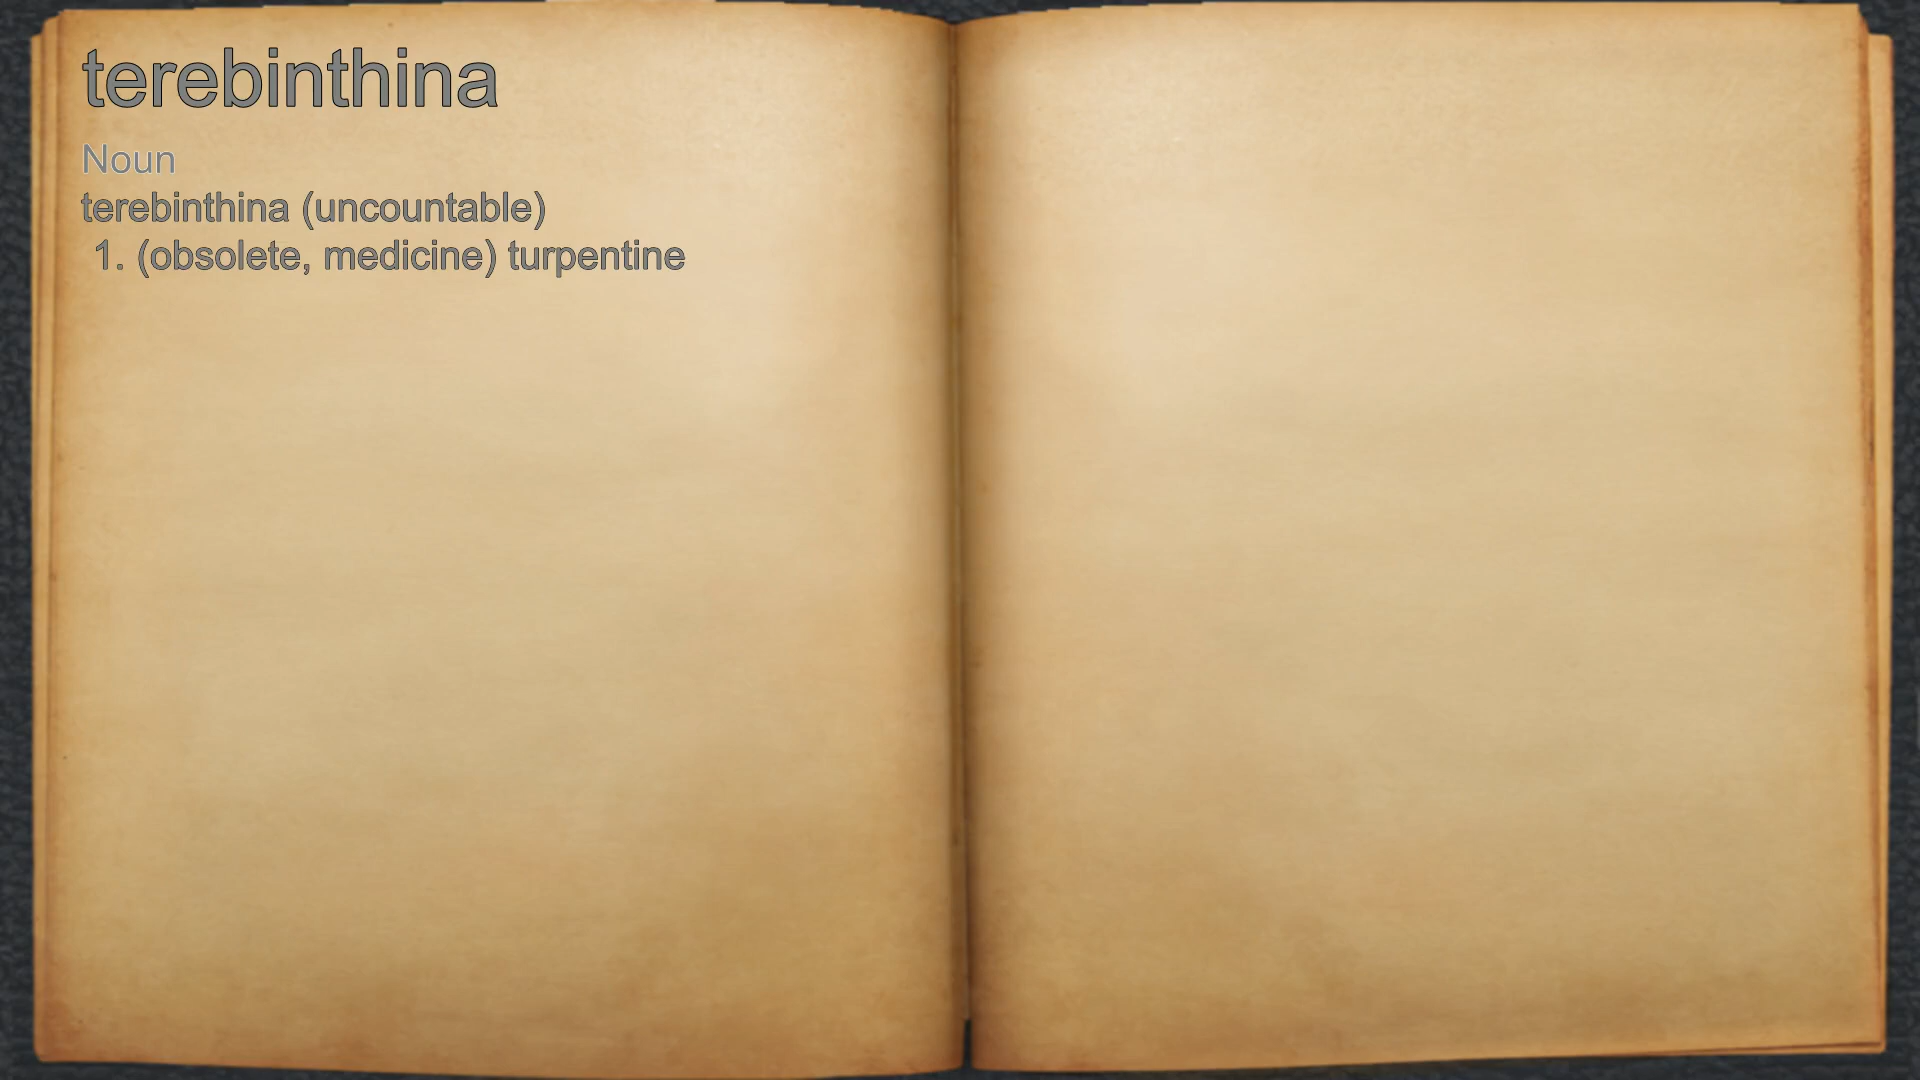 terebinthina
Noun
terebinthina (uncountable)
1. (obsolete, medicine) turpentine